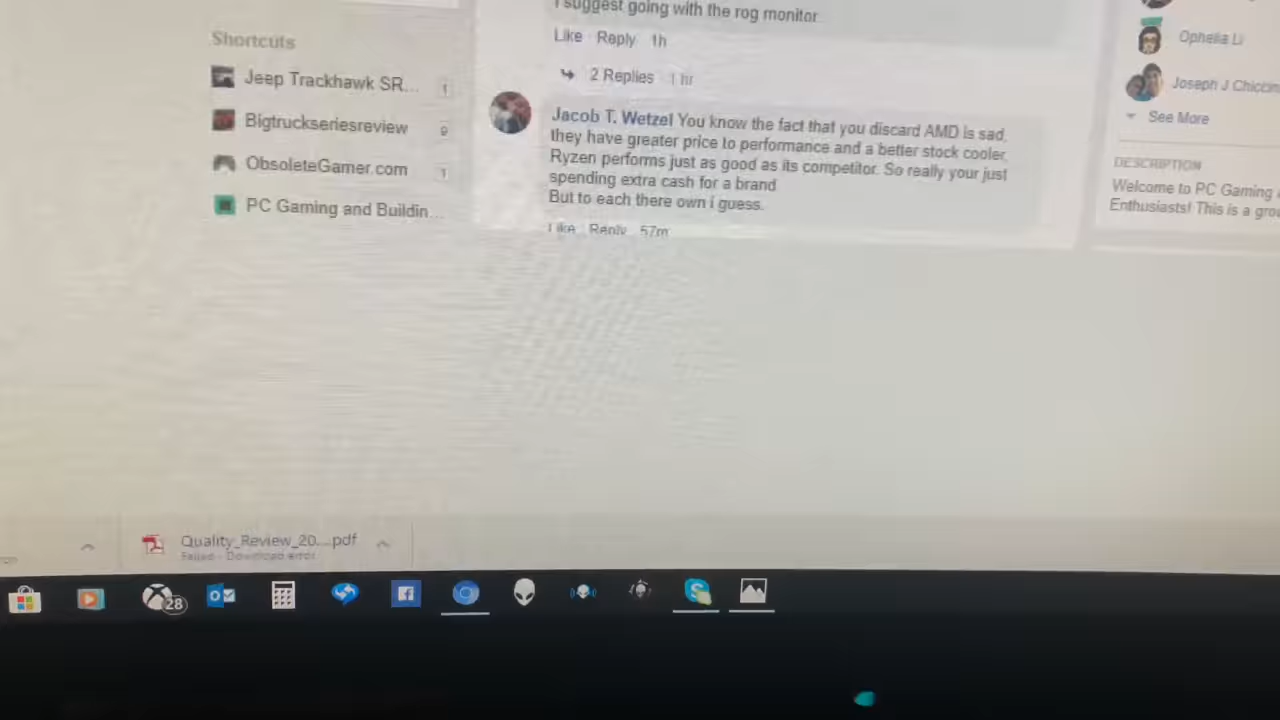 I suggest going with the rog monitor
Like Reply 1h
2 Replies 1 hr
Jacob T. Wetzel You know the fact that you discard AMD is sad,
they have greater price to performance and a better stock cooler,
Ryzen performs just as good as its competitor. So really your just
spending extra cash for a brand
But to each there own i guess.
Like Reply 57m
Shortcuts
Jeep Trackhawk SR... 1
Bigtruckseriesreview 9
ObsoleteGamer.com 1
PC Gaming and Buildin...
Ophelia Li
Joseph J Chiccin
See More
DESCRIPTION
Welcome to PC Gaming
Enthusiasts! This is a grou
Quality_Review_20....pdf
Failed - Download error
28